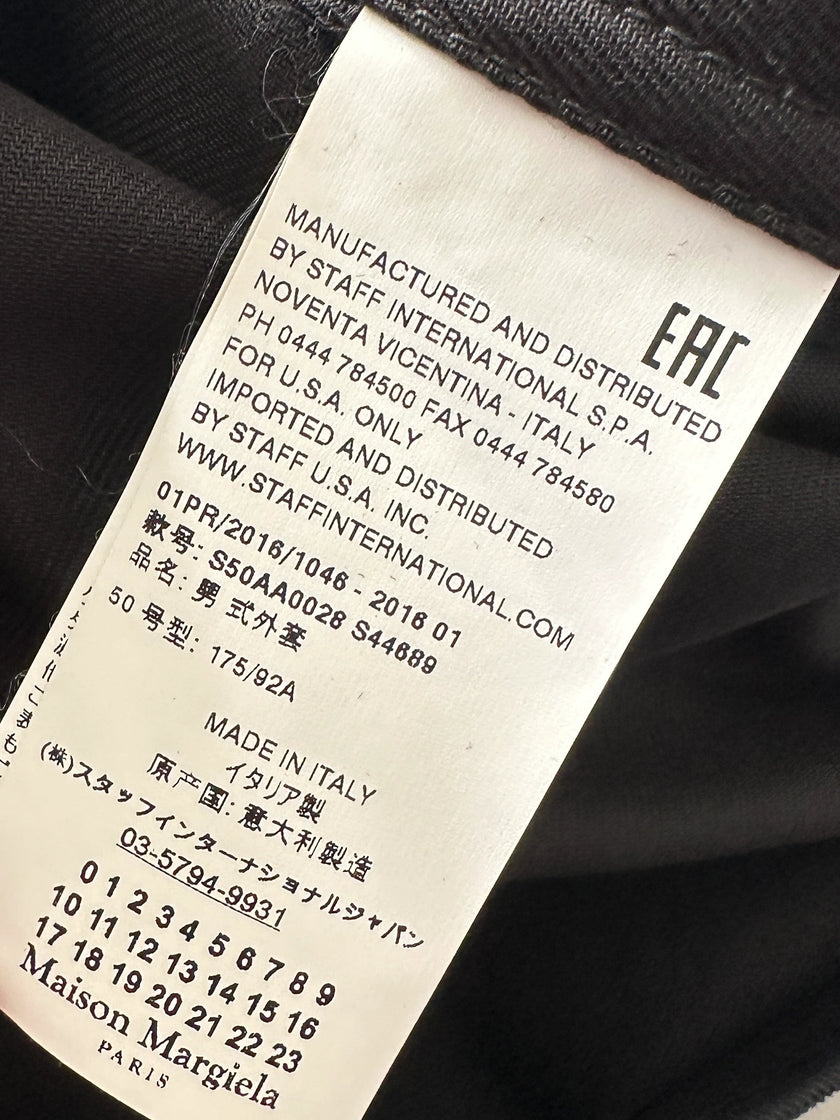 EAC
MANUFACTURED AND DISTRIBUTED
BY STAFF INTERNATIONAL S.P.A.
NOVENTA VICENTINA - ITALY
PH 0444 784500 FAX 0444 784580
FOR U.S.A. ONLY
IMPORTED AND DISTRIBUTED
BY STAFF U.S.A. INC.
WWW.STAFFINTERNATIONAL.COM
01PR/2016/1046 - 2016 01
款号: S50AA0028 S44689
品名: 男 式外套
50 号型: 175/92A
MADE IN ITALY
イタリア製
原产国: 意大利製造
(株)スタッフインターナショナルジャパン
03-5794-9931
0 1 2 3 4 5 6 7 8 9
10 11 12 13 14 15 16
17 18 19 20 21 22 23
Maison Margiela
PARIS